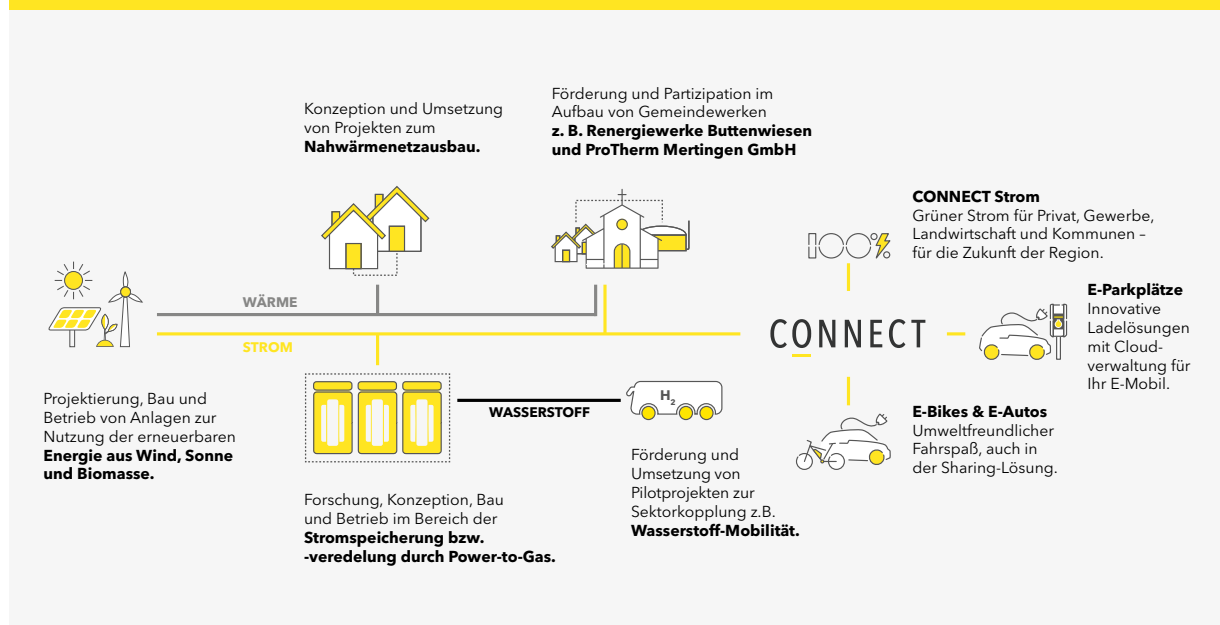 Konzeption und Umsetzung
von Projekten zum
Nahwärmenetzausbau.
Förderung und Partizipation im
Aufbau von Gemeindewerken
z. B. Renergiewerke Buttenwiesen
und ProTherm Mertingen GmbH
CONNECT Strom
Grüner Strom für Privat, Gewerbe,
Landwirtschaft und Kommunen –
für die Zukunft der Region.
100%
E-Parkplätze
Innovative
Ladelösungen
mit Cloud-
verwaltung für
Ihr E-Mobil.
WÄRME
STROM
CONNECT
Projektierung, Bau und
Betrieb von Anlagen zur
Nutzung der erneuerbaren
Energie aus Wind, Sonne
und Biomasse.
WASSERSTOFF
H2
E-Bikes & E-Autos
Umweltfreundlicher
Fahrspaß, auch in
der Sharing-Lösung.
Förderung und
Umsetzung von
Pilotprojekten zur
Sektorkopplung z.B.
Wasserstoff-Mobilität.
Forschung, Konzeption, Bau
und Betrieb im Bereich der
Stromspeicherung bzw.
-veredelung durch Power-to-Gas.